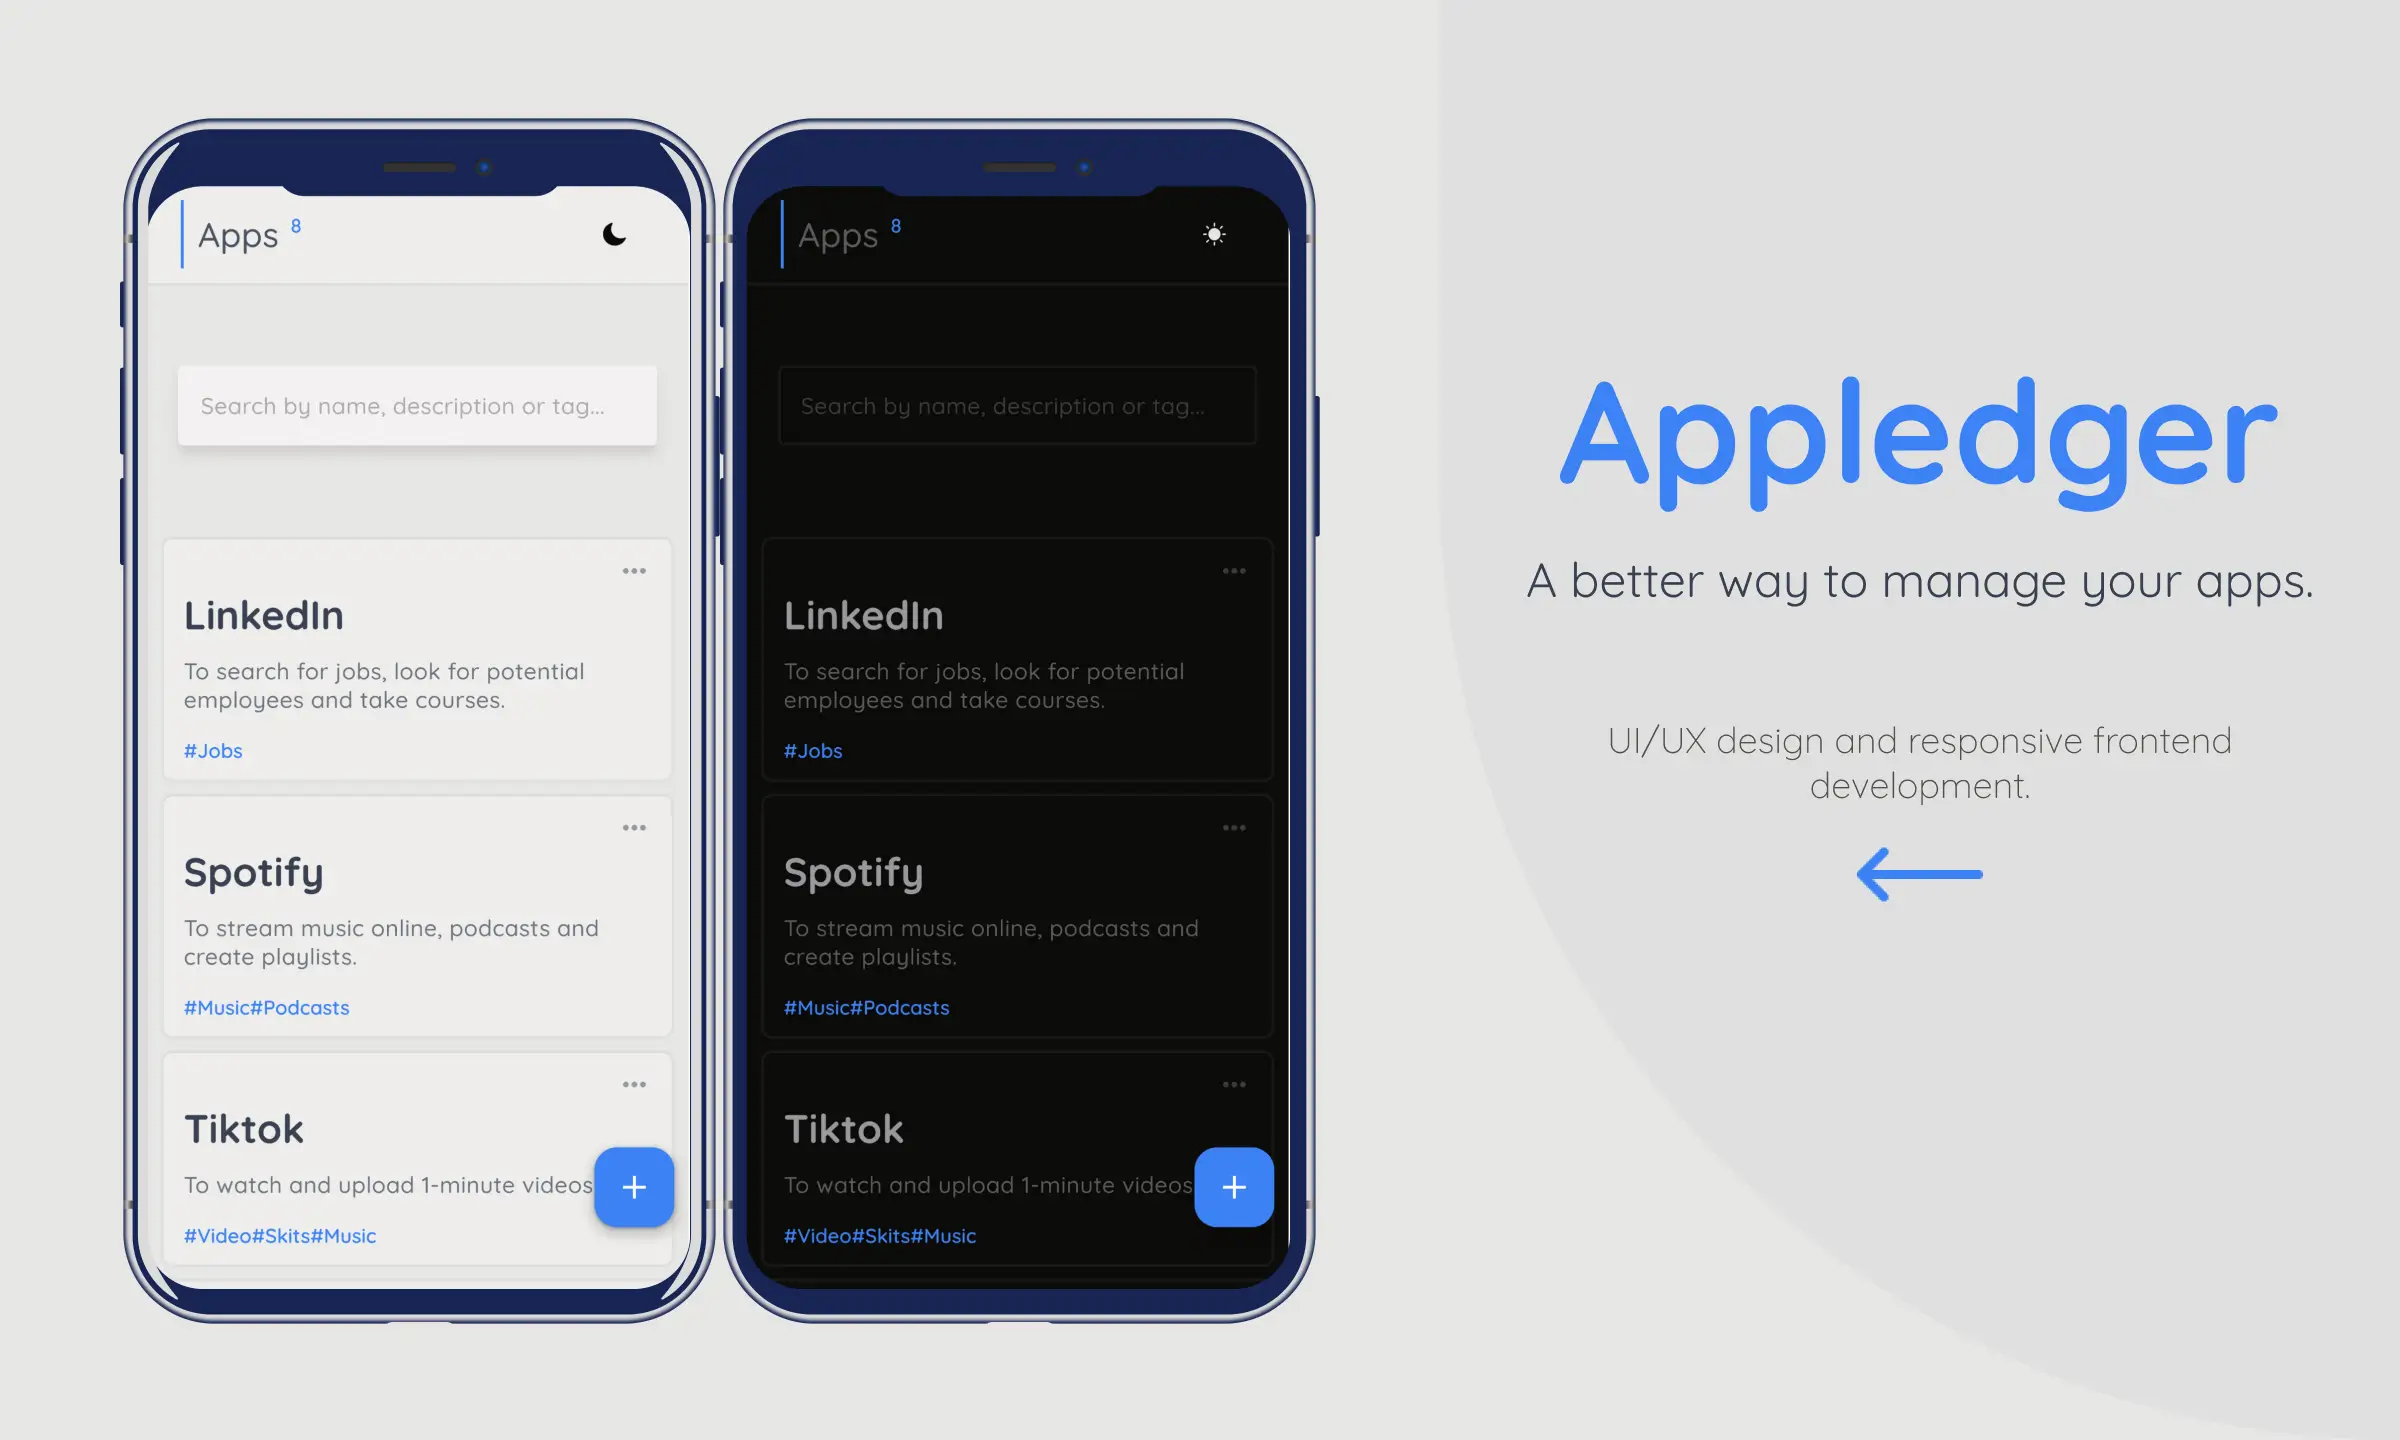 Apps 8
Search by name, description or tag...
LinkedIn
To search for jobs, look for potential
employees and take courses.
#Jobs
Spotify
To stream music online, podcasts and
create playlists.
#Music#Podcasts
Tiktok
To watch and upload 1-minute videos
#Video#Skits#Music
Apps 8
Search by name, description or tag...
LinkedIn
To search for jobs, look for potential
employees and take courses.
#Jobs
Spotify
To stream music online, podcasts and
create playlists.
#Music#Podcasts
Tiktok
To watch and upload 1-minute videos
#Video#Skits#Music
Appledger
A better way to manage your apps.
UI/UX design and responsive frontend
development.